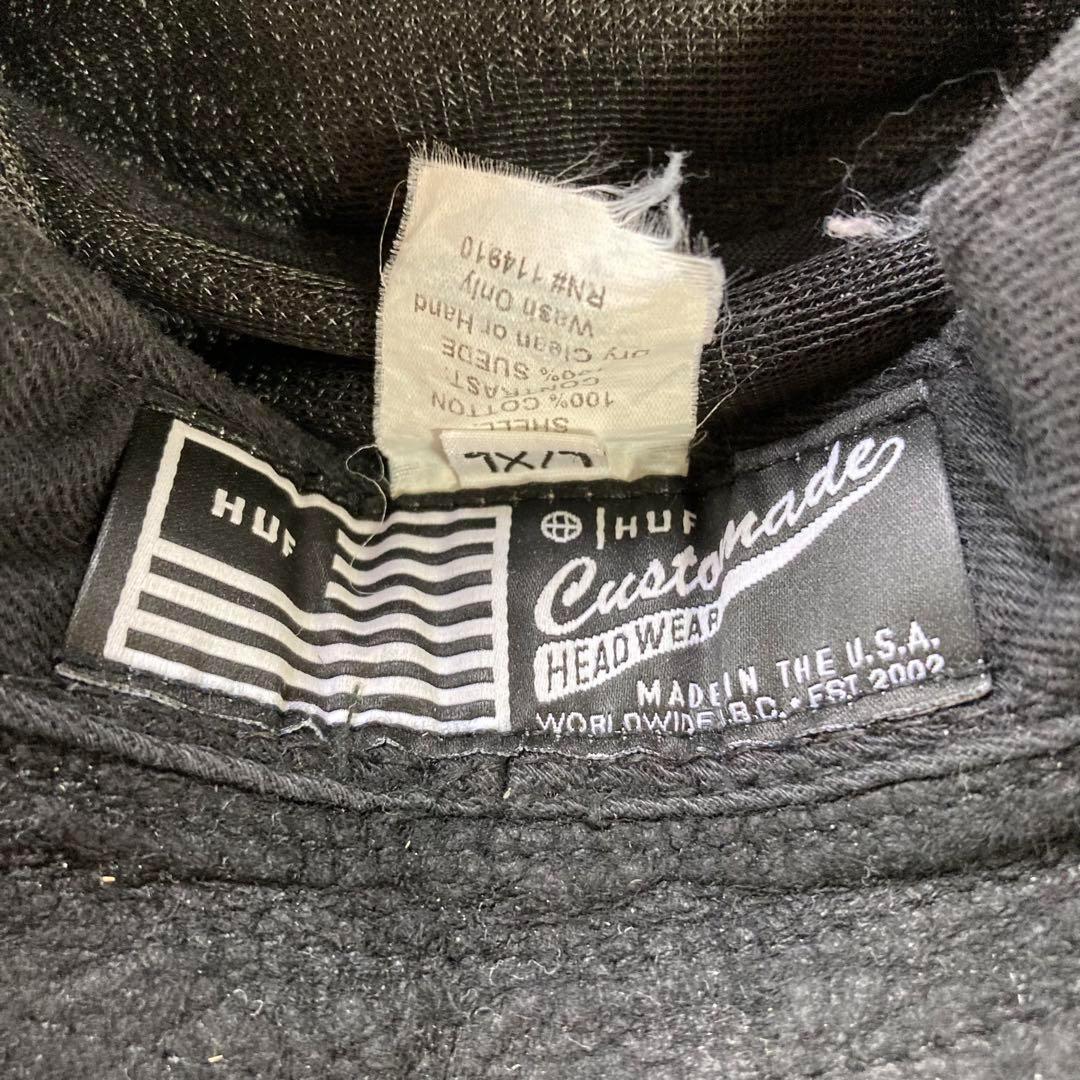 SHELL
100% COTTON
CONTRAST.
100% SUEDE
Dry Clean or Hand
Wash Only
RN# 114910
L/XL
HUF
HUF
Customade
HEADWEAR
MADE IN THE U.S.A.
WORLDWIDE I.B.C. • EST. 2002